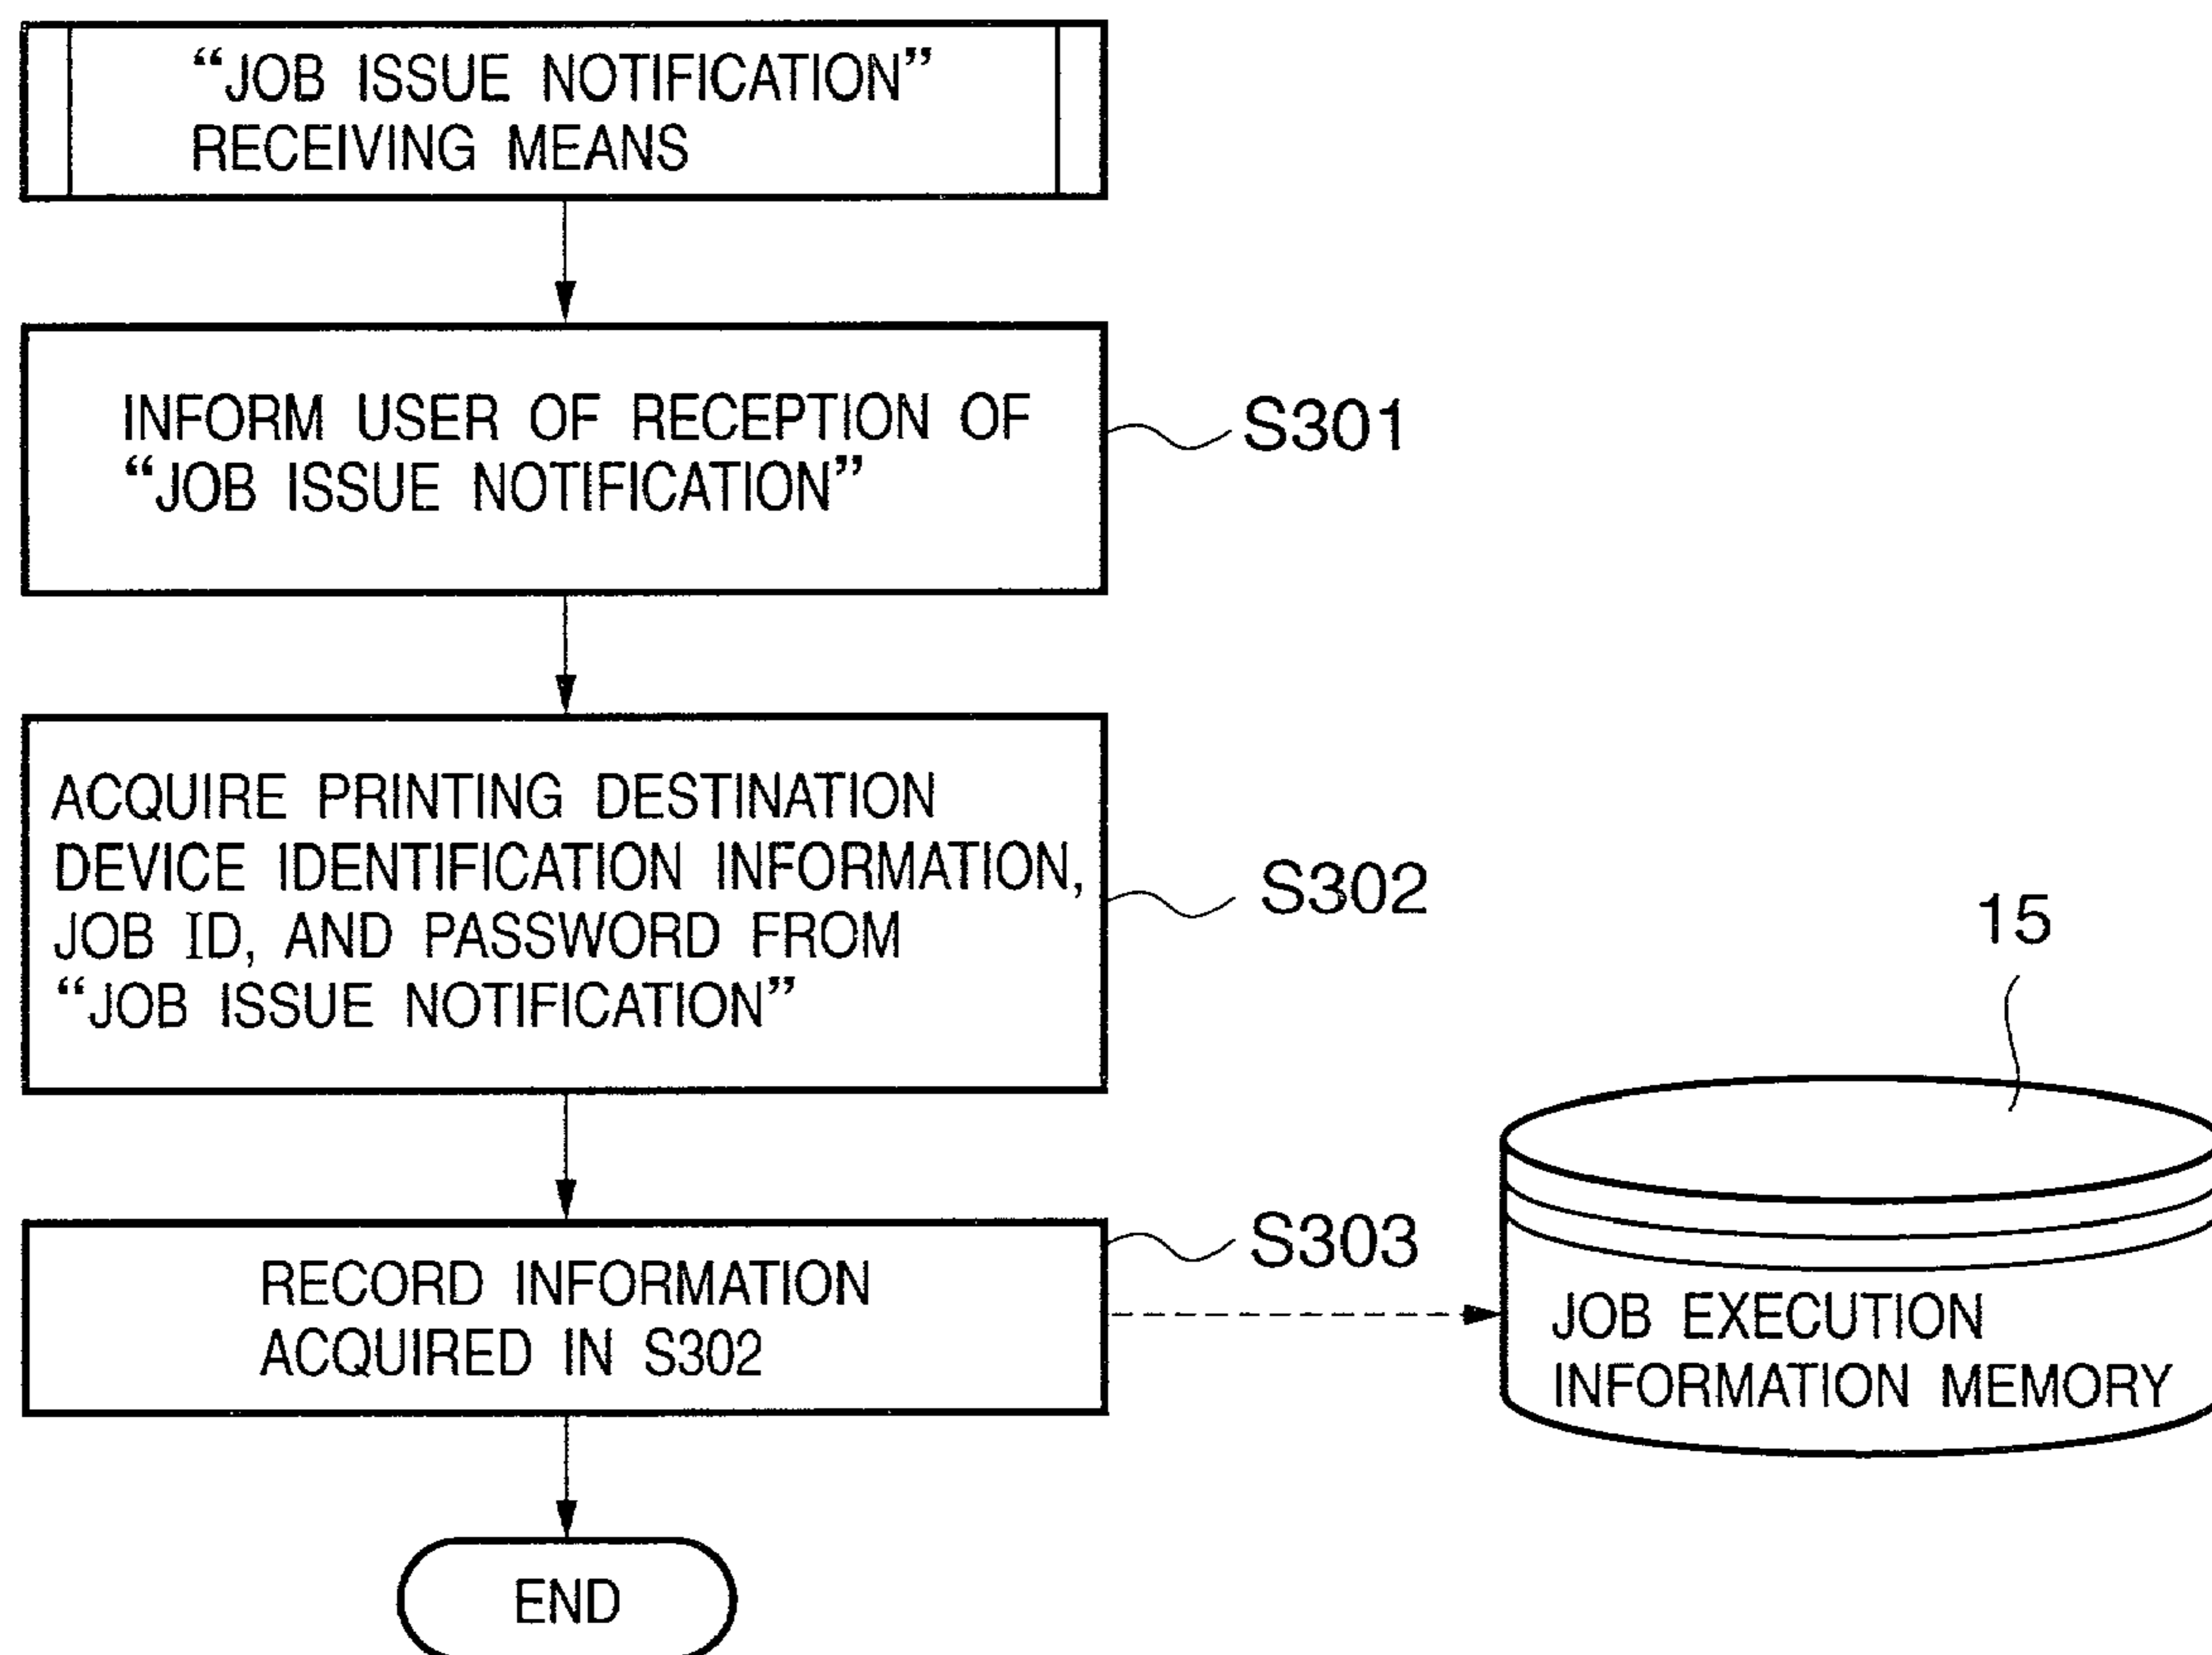 “JOB ISSUE NOTIFICATION”
RECEIVING MEANS
INFORM USER OF RECEPTION OF
“JOB ISSUE NOTIFICATION”
S301
ACQUIRE PRINTING DESTINATION
DEVICE IDENTIFICATION INFORMATION,
JOB ID, AND PASSWORD FROM
“JOB ISSUE NOTIFICATION”
S302
15
RECORD INFORMATION
ACQUIRED IN S302
S303
JOB EXECUTION
INFORMATION MEMORY
END